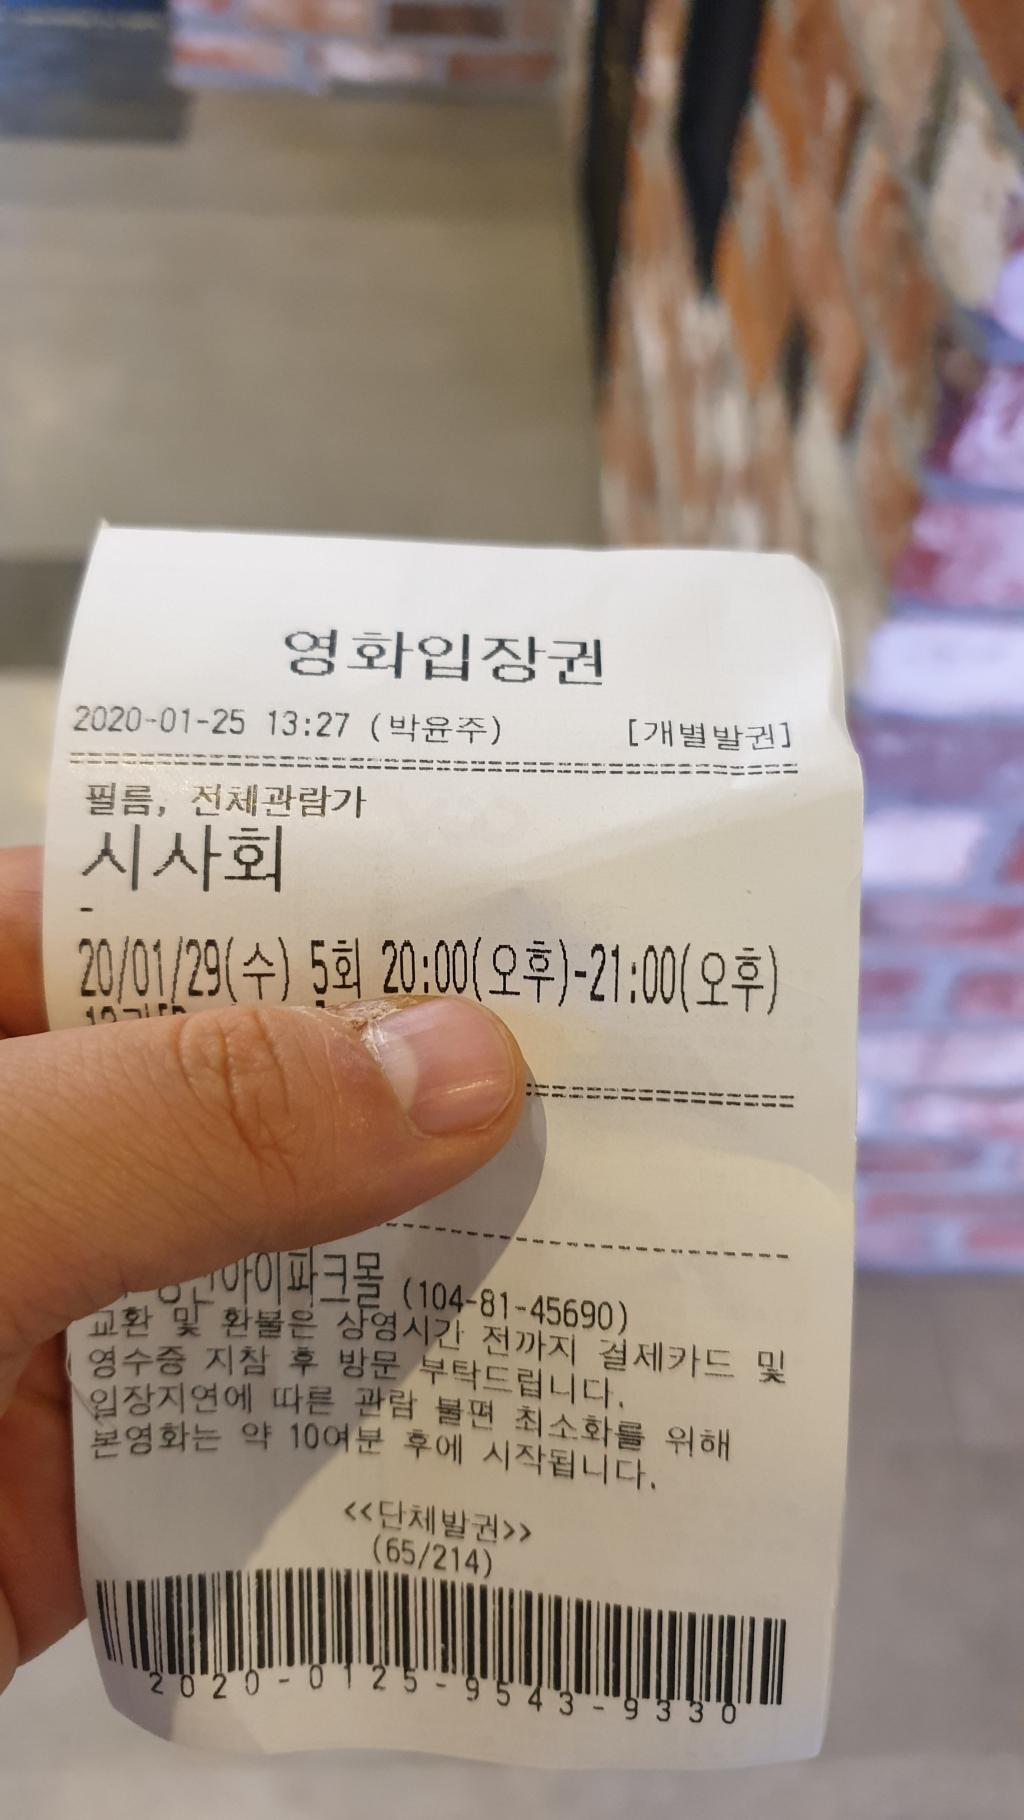 영화입장권
2020-01-25 13:27 (박윤주) [개별발권]
필름, 전체관람가
시사회
-
20/01/29(수) 5회 20:00(오후)-21:00(오후)
(104-81-45690)
교환 및 환불은 상영시간 전까지 결제카드 및
영수증 지참 후 방문 부탁드립니다.
입장지연에 따른 관람 불편 최소화를 위해
본영화는 약 10여분 후에 시작됩니다.
<<단체발권>>
(65/214)
2020-0125-9543-9330